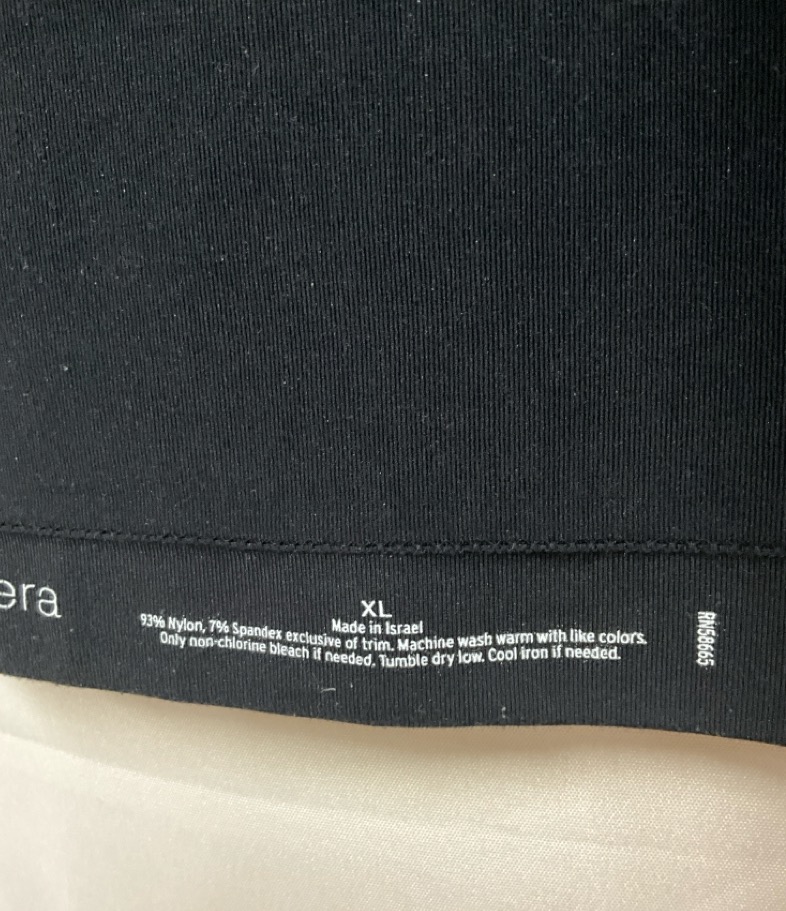 era
XL
Made in Israel
93% Nylon, 7% Spandex exclusive of trim. Machine wash warm with like colors.
Only non-chlorine bleach if needed. Tumble dry low. Cool iron if needed.
RN56665